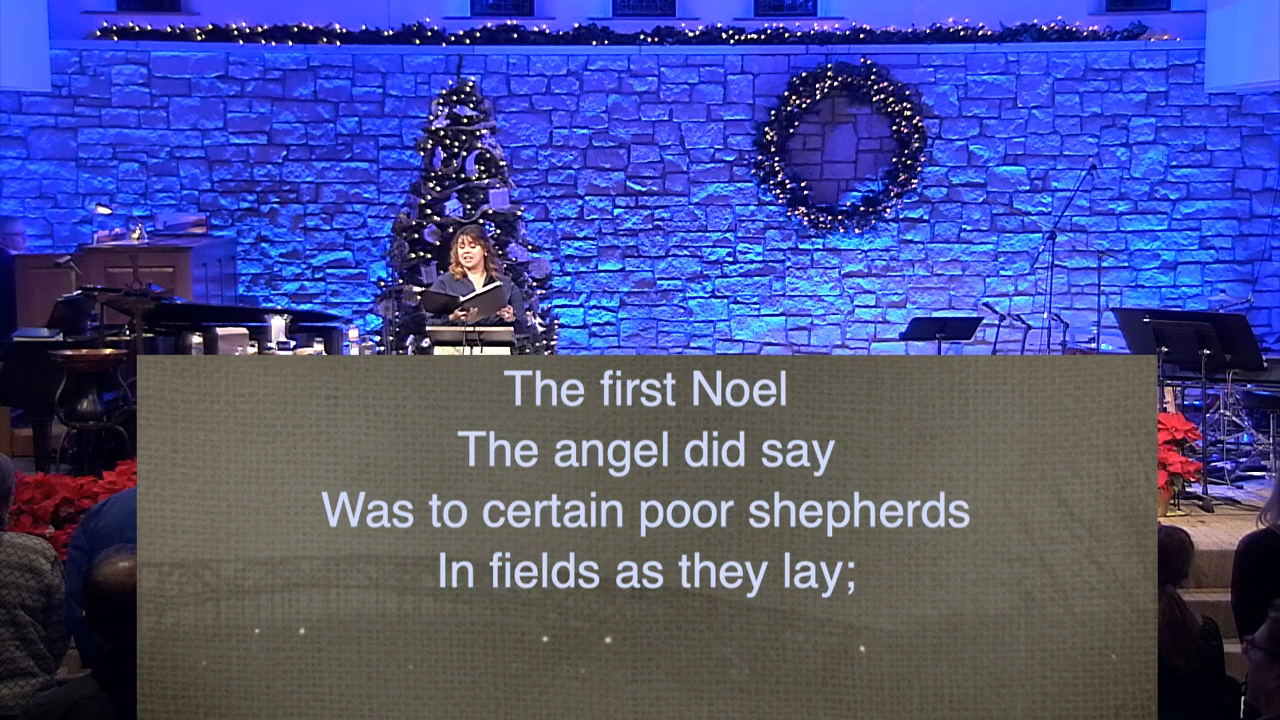 The first Noel
The angel did say
Was to certain poor shepherds
In fields as they lay;